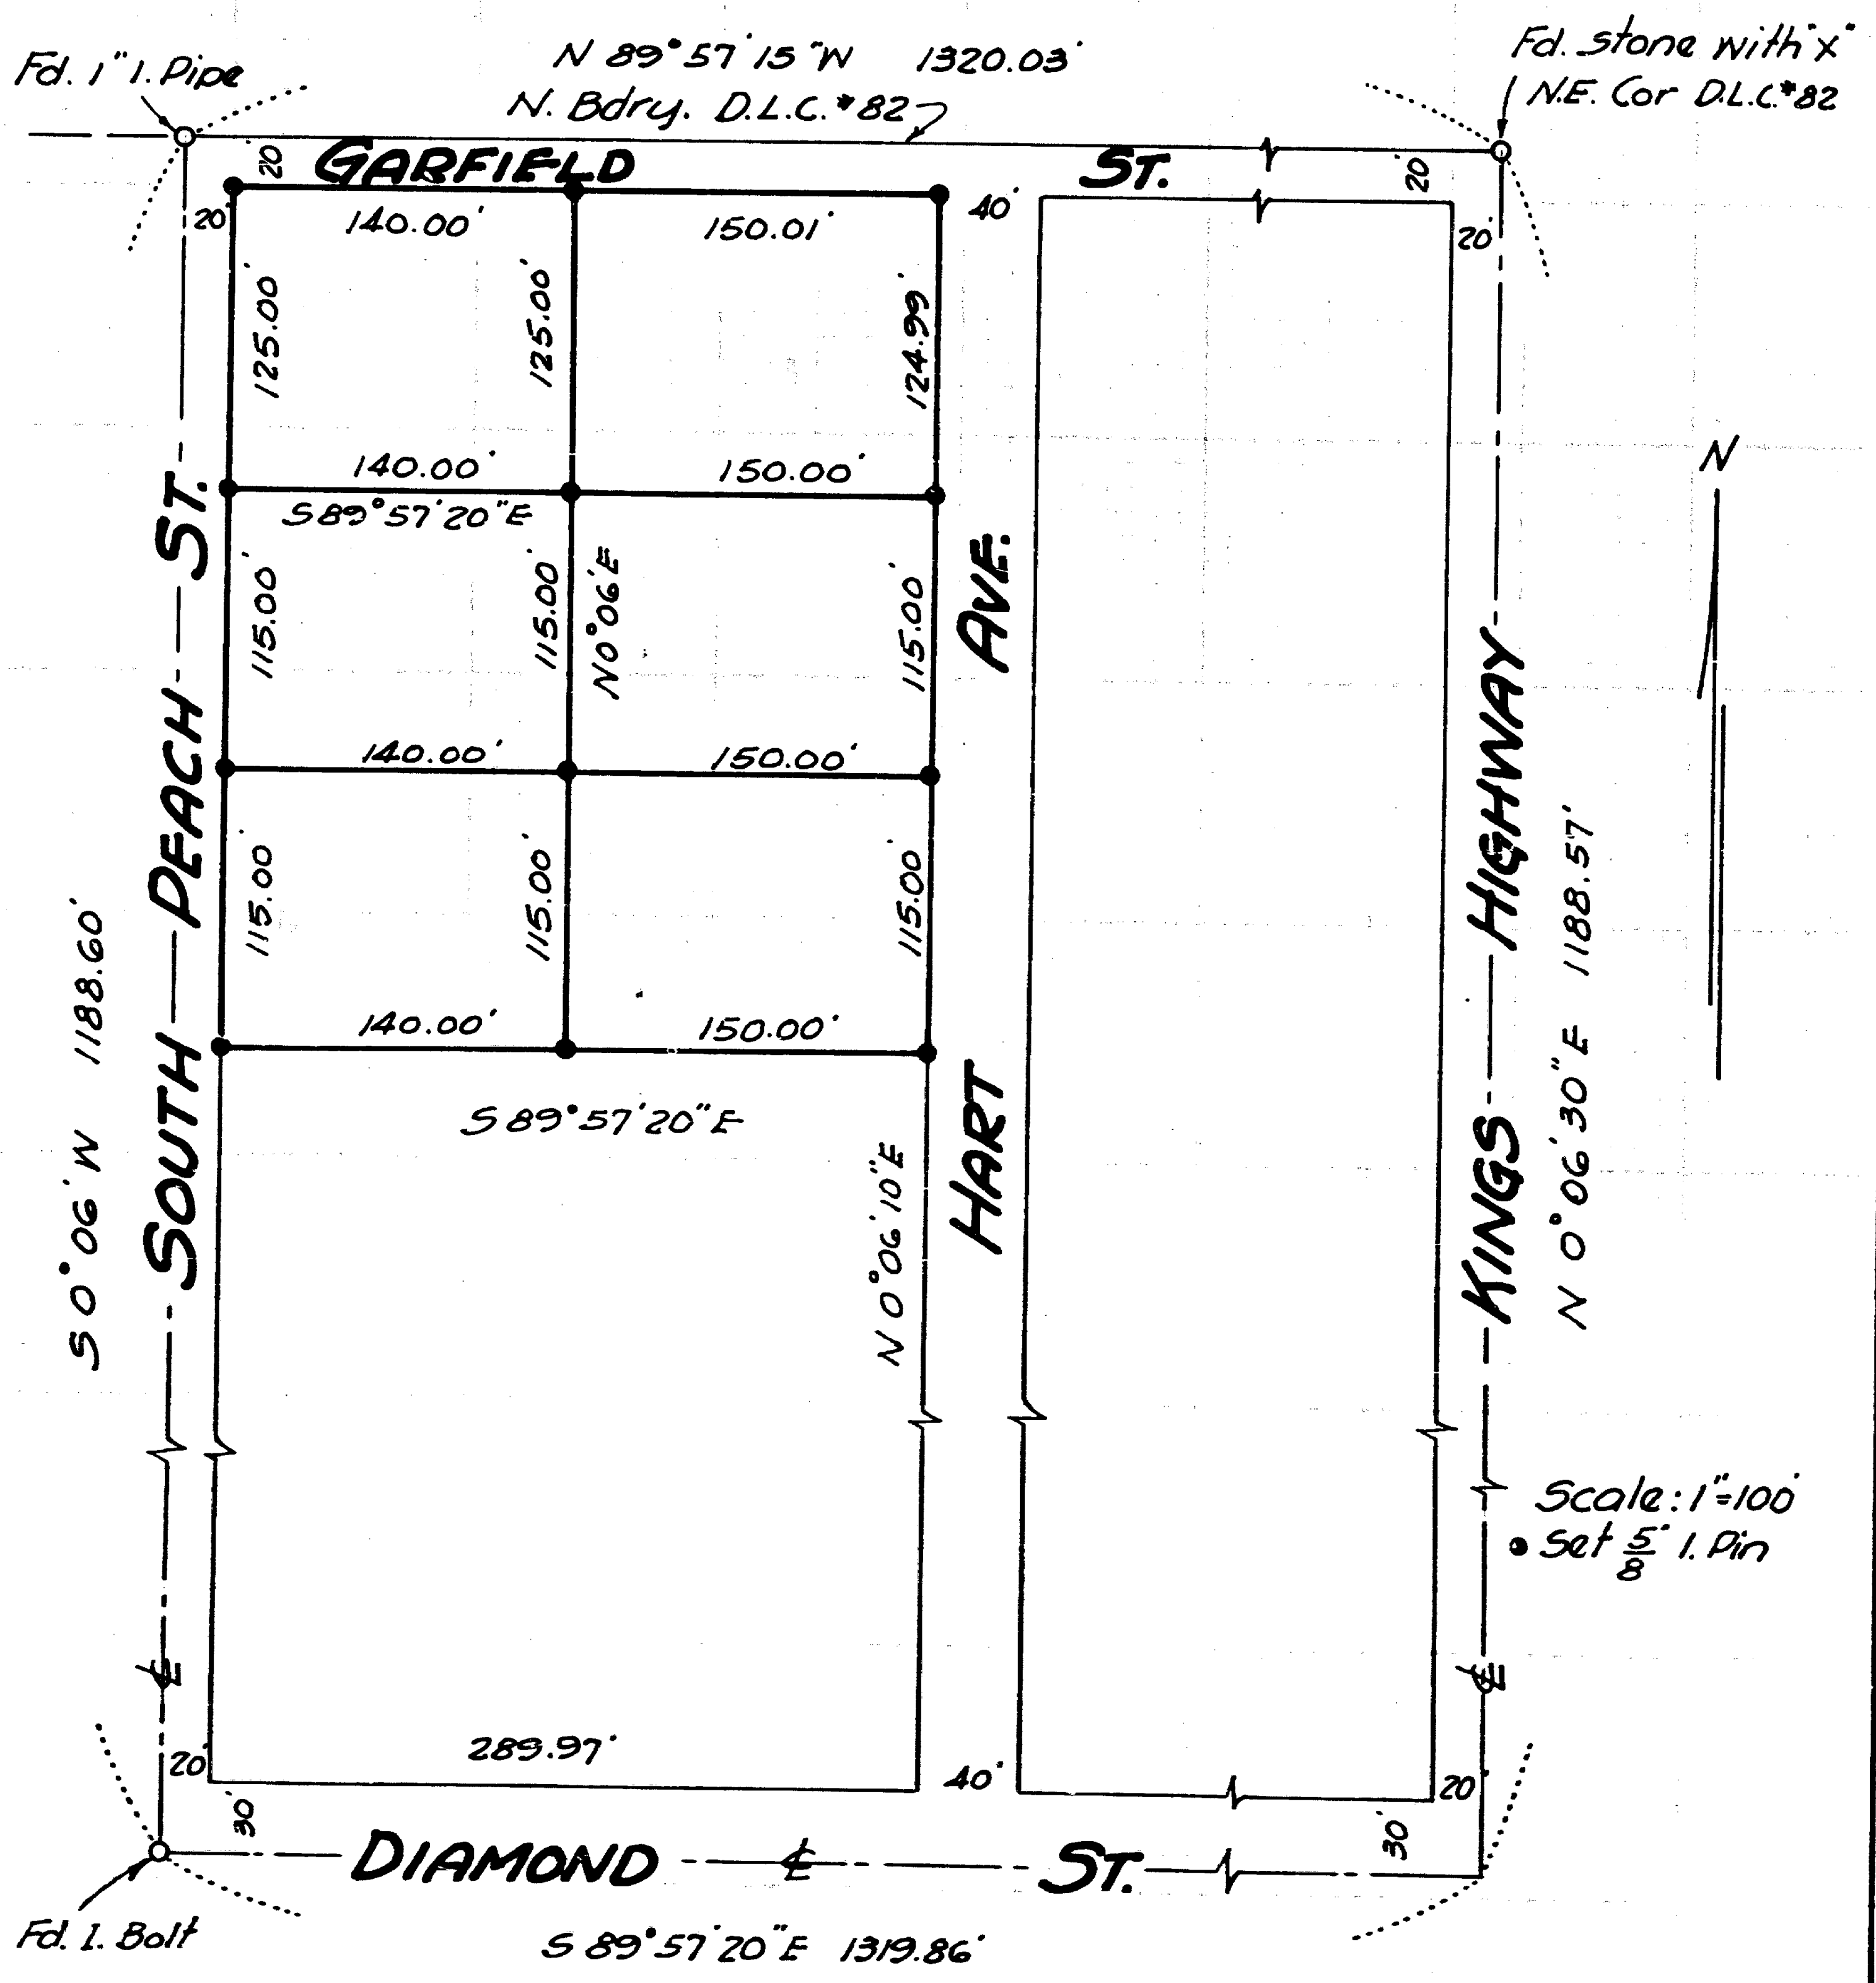 Fd. 1" I. Pipe
N 89°57'15"W 1320.03'
N. Bdry. D.L.C. #82
Fd. stone with "x"
N.E. Cor D.L.C. #82
20'
GARFIELD ST.
20'
20'
140.00'
150.01'
40'
20'
125.00'
125.00'
124.99'
140.00'
150.00'
S 89°57'20"E
N
115.00'
115.00'
N 0°06'E
115.00'
140.00'
150.00'
115.00'
115.00'
115.00'
140.00'
150.00'
S 89°57'20"E
SOUTH PEACH ST.
S 0°06'W 1188.60'
HART AVE.
N 0°06'10"E
KINGS HIGHWAY
N 0°06'30"E 1188.57'
Scale: 1"=100'
Set 5/8" I. Pin
℄
℄
289.97'
20'
40'
20'
30'
30'
DIAMOND ℄ ST.
Fd. I. Bolt
S 89°57'20"E 1319.86'